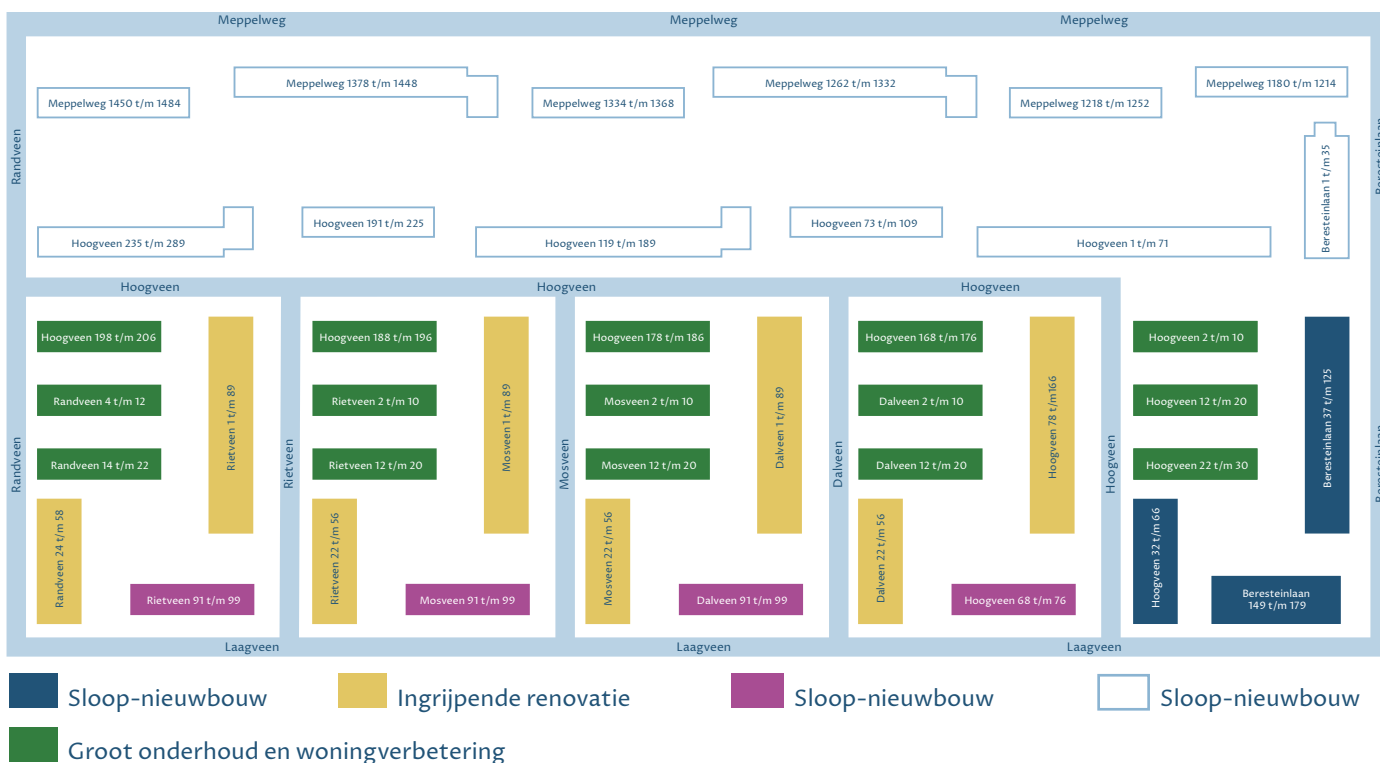 Meppelweg
Meppelweg
Meppelweg
Meppelweg 1450 t/m 1484
Meppelweg 1378 t/m 1448
Meppelweg 1334 t/m 1368
Meppelweg 1262 t/m 1332
Meppelweg 1218 t/m 1252
Meppelweg 1180 t/m 1214
Randveen
Beresteinlaan 1 t/m 35
Beresteinlaan
Hoogveen 235 t/m 289
Hoogveen 191 t/m 225
Hoogveen 119 t/m 189
Hoogveen 73 t/m 109
Hoogveen 1 t/m 71
Hoogveen
Hoogveen
Hoogveen
Hoogveen 198 t/m 206
Randveen 4 t/m 12
Randveen 14 t/m 22
Randveen
Randveen 24 t/m 58
Rietveen 1 t/m 89
Rietveen 91 t/m 99
Rietveen
Hoogveen 188 t/m 196
Rietveen 2 t/m 10
Rietveen 12 t/m 20
Rietveen 22 t/m 56
Mosveen 1 t/m 89
Mosveen 91 t/m 99
Mosveen
Hoogveen 178 t/m 186
Mosveen 2 t/m 10
Mosveen 12 t/m 20
Mosveen 22 t/m 56
Dalveen 1 t/m 89
Dalveen 91 t/m 99
Dalveen
Hoogveen 168 t/m 176
Dalveen 2 t/m 10
Dalveen 12 t/m 20
Dalveen 22 t/m 56
Hoogveen 78 t/m166
Hoogveen 68 t/m 76
Hoogveen
Hoogveen 2 t/m 10
Hoogveen 12 t/m 20
Hoogveen 22 t/m 30
Hoogveen 32 t/m 66
Beresteinlaan 37 t/m 125
Beresteinlaan
149 t/m 179
Beresteinlaan
Laagveen
Laagveen
Laagveen
Sloop-nieuwbouw
Ingrijpende renovatie
Sloop-nieuwbouw
Sloop-nieuwbouw
Groot onderhoud en woningverbetering